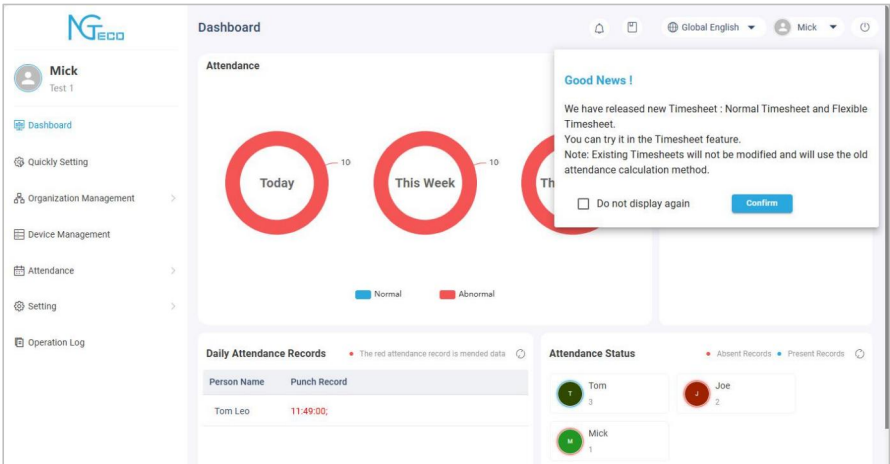 NGTECO
Dashboard
Global English
Mick
Mick
Test 1
Dashboard
Quickly Setting
Organization Management
Device Management
Attendance
Setting
Operation Log
Attendance
10
Today
10
This Week
Th
Normal
Abnormal
Good News !
We have released new Timesheet : Normal Timesheet and Flexible
Timesheet.
You can try it in the Timesheet feature.
Note: Existing Timesheets will not be modified and will use the old
attendance calculation method.
Do not display again
Confirm
Daily Attendance Records
The red attendance record is mended data
Person Name Punch Record
Tom Leo 11:49:00;
Attendance Status
Absent Records Present Records
T
Tom
3
J
Joe
2
M
Mick
1